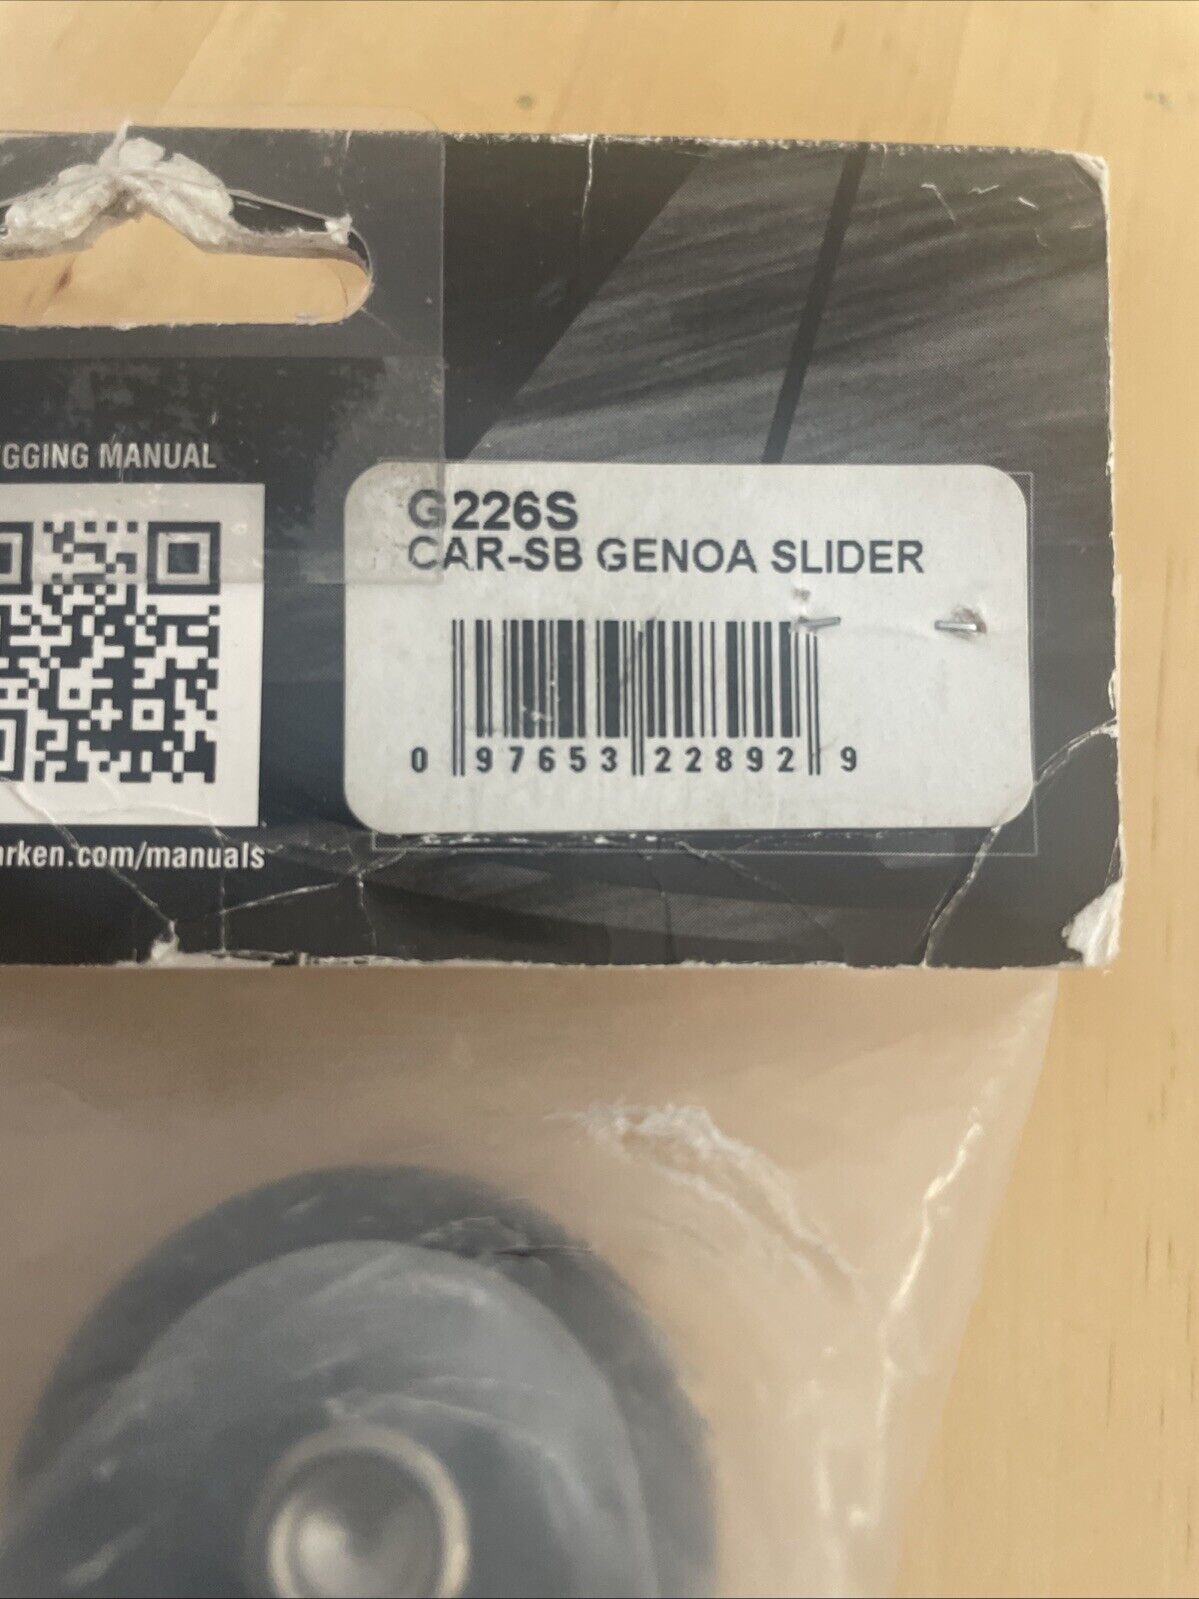 GGING MANUAL
G226S
CAR-SB GENOA SLIDER
0 97653 22892 9
arken.com/manuals